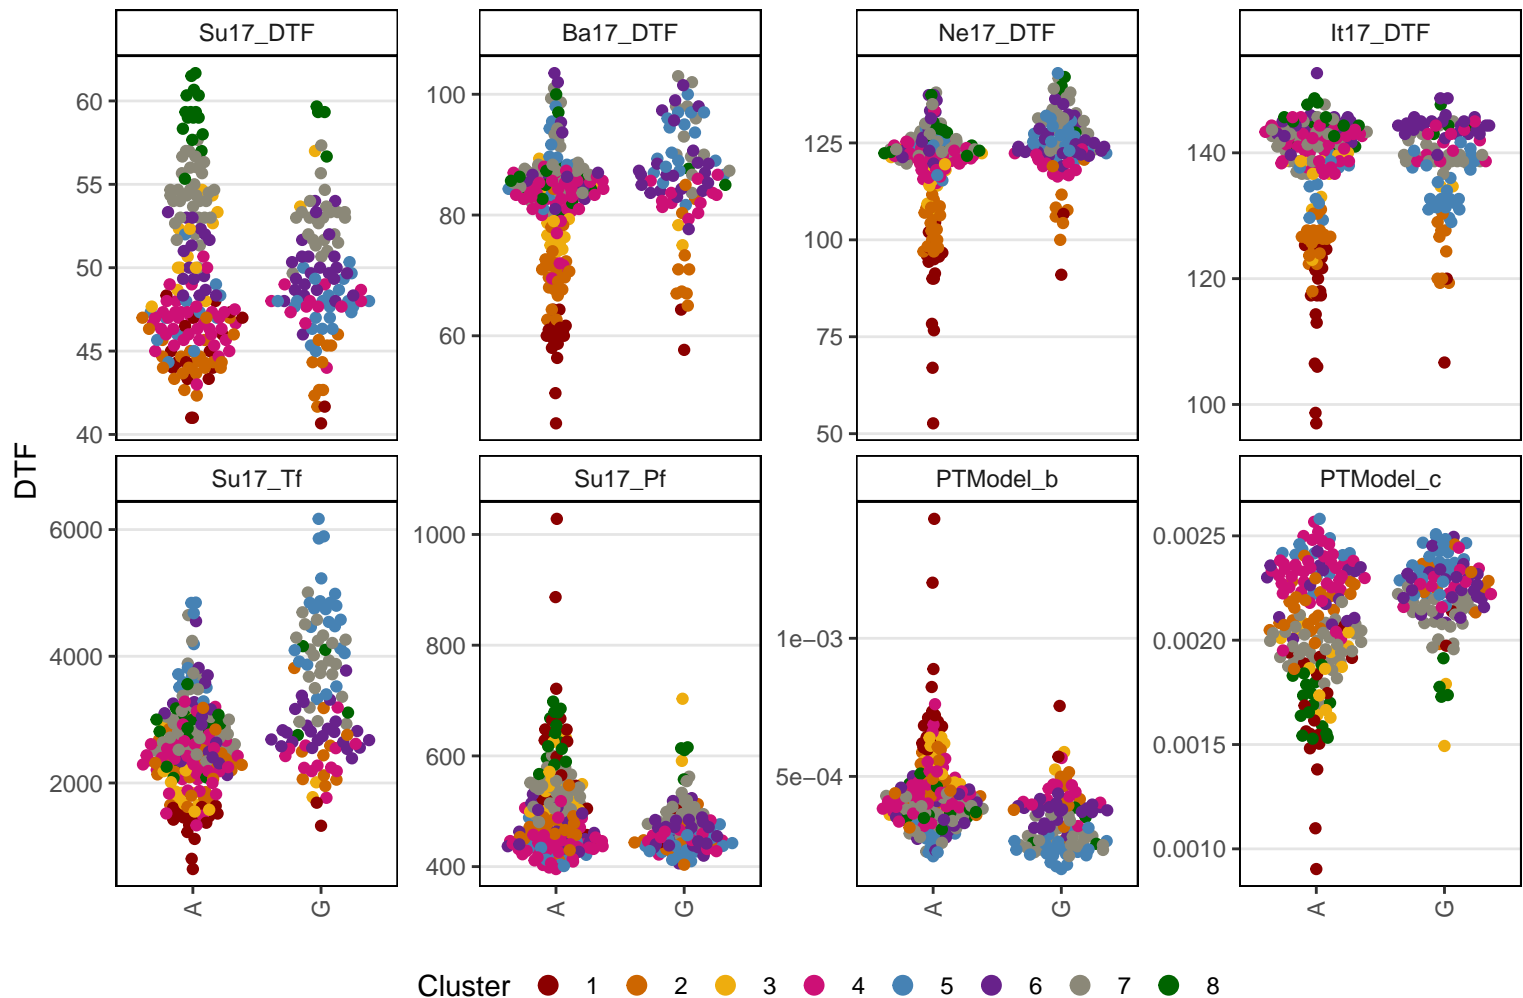 Su17_DTF
Ba17_DTF
Ne17_DTF
It17_DTF
60
55
50
45
40
100
80
60
125
100
75
50
140
120
100
DTF
Su17_Tf
Su17_Pf
PTModel_b
PTModel_c
6000
4000
2000
1000
800
600
400
1e−03
5e−04
0.0025
0.0020
0.0015
0.0010
A
G
A
G
A
G
A
G
Cluster 1 2 3 4 5 6 7 8